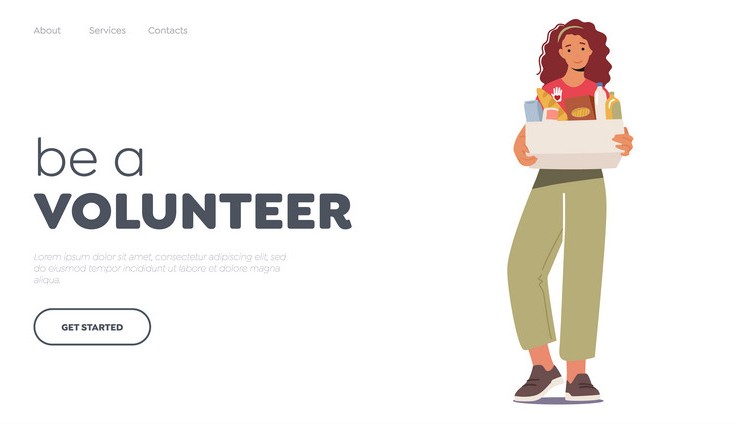 About Services Contacts
be a
VOLUNTEER
Lorem ipsum dolor sit amet, consectetur adipiscing elit, sed
do eiusmod tempor incididunt ut labore et dolore magna
aliqua.
GET STARTED